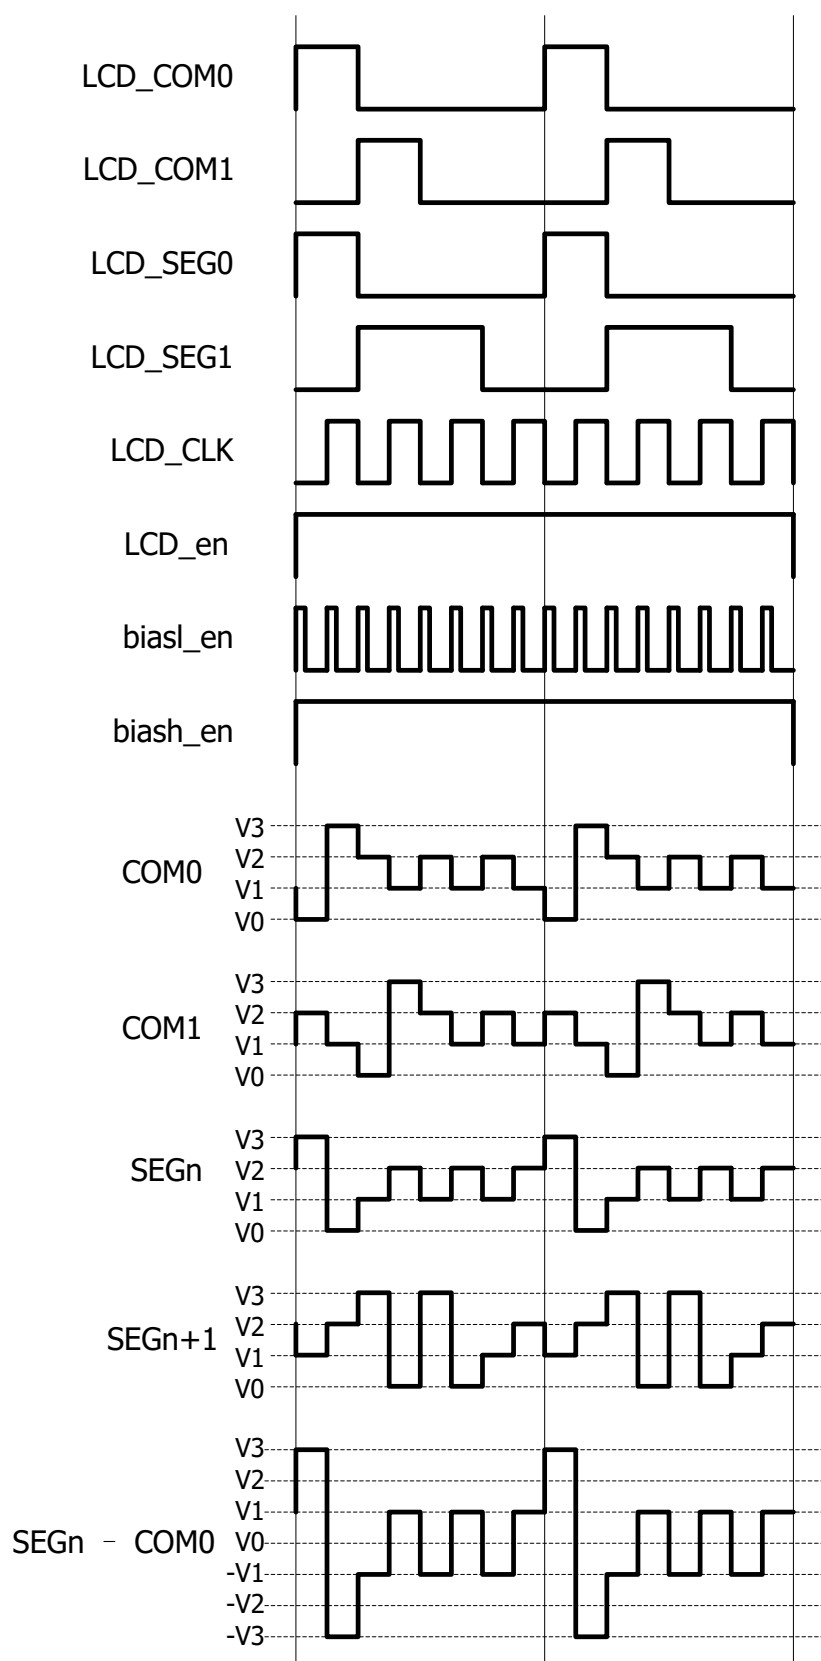 LCD_COM0
LCD_COM1
LCD_SEG0
LCD_SEG1
LCD_CLK
LCD_en
biasl_en
biash_en
V3
V2
COM0
V1
V0
V3
V2
COM1
V1
V0
V3
SEGn
V2
V1
V0
V3
V2
SEGn+1
V1
V0
V3
V2
V1
SEGn - COM0
V0
-V1
-V2
-V3